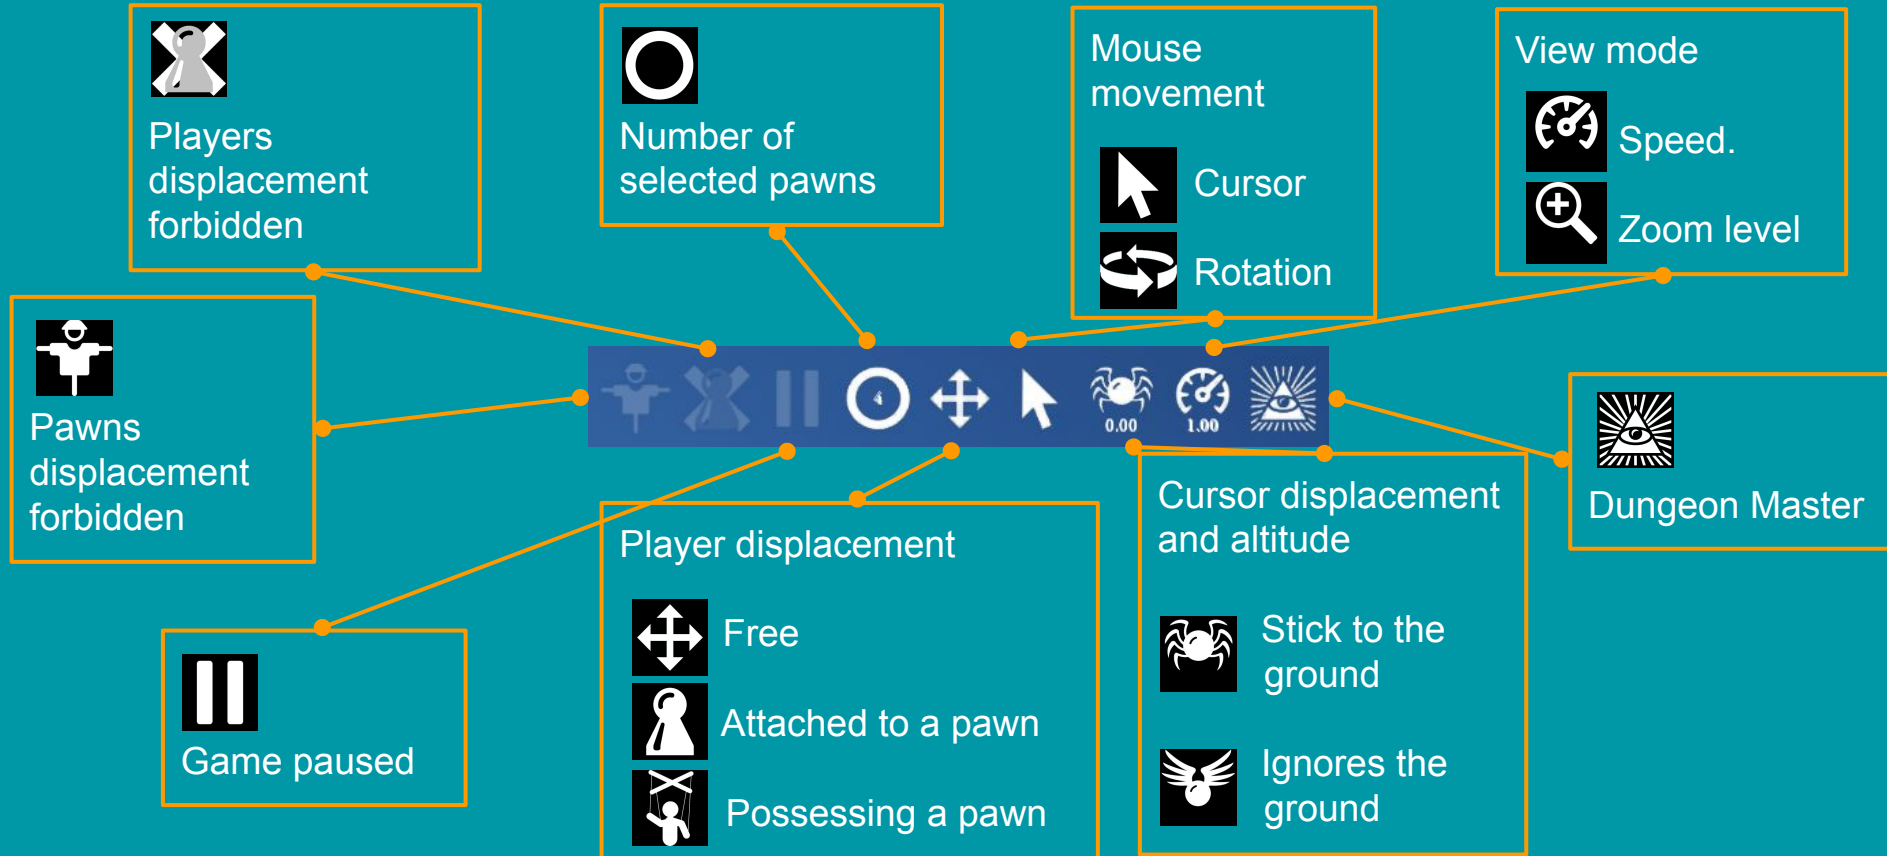 Players
displacement
forbidden
Number of
selected pawns
Mouse
movement
Cursor
Rotation
View mode
Speed.
Zoom level
Pawns
displacement
forbidden
0.00
1.00
Dungeon Master
Game paused
Player displacement
Free
Attached to a pawn
Possessing a pawn
Cursor displacement
and altitude
Stick to the
ground
Ignores the
ground